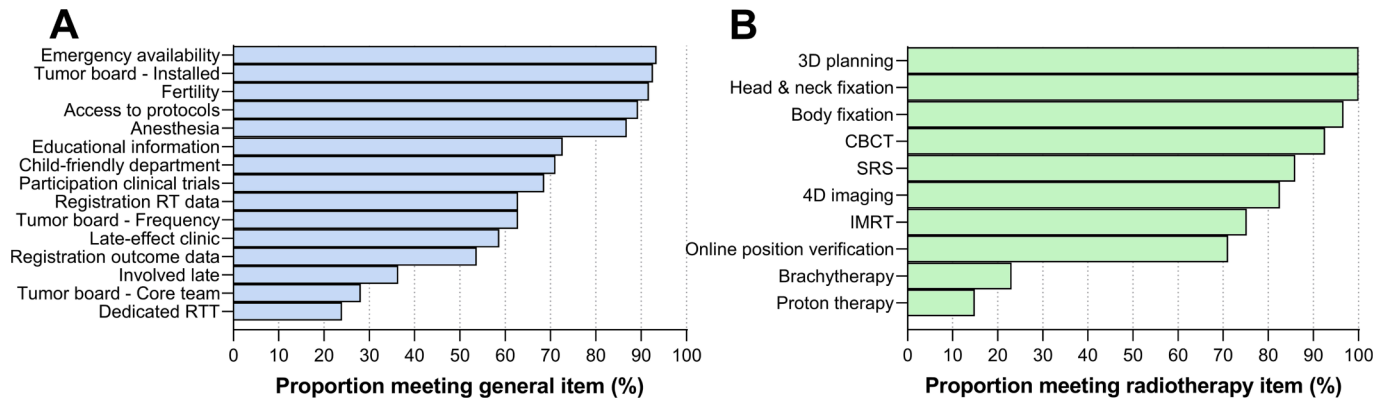 A
Emergency availability
Tumor board - Installed
Fertility
Access to protocols
Anesthesia
Educational information
Child-friendly department
Participation clinical trials
Registration RT data
Tumor board - Frequency
Late-effect clinic
Registration outcome data
Involved late
Tumor board - Core team
Dedicated RTT
0 10 20 30 40 50 60 70 80 90 100
Proportion meeting general item (%)
B
3D planning
Head & neck fixation
Body fixation
CBCT
SRS
4D imaging
IMRT
Online position verification
Brachytherapy
Proton therapy
0 10 20 30 40 50 60 70 80 90 100
Proportion meeting radiotherapy item (%)